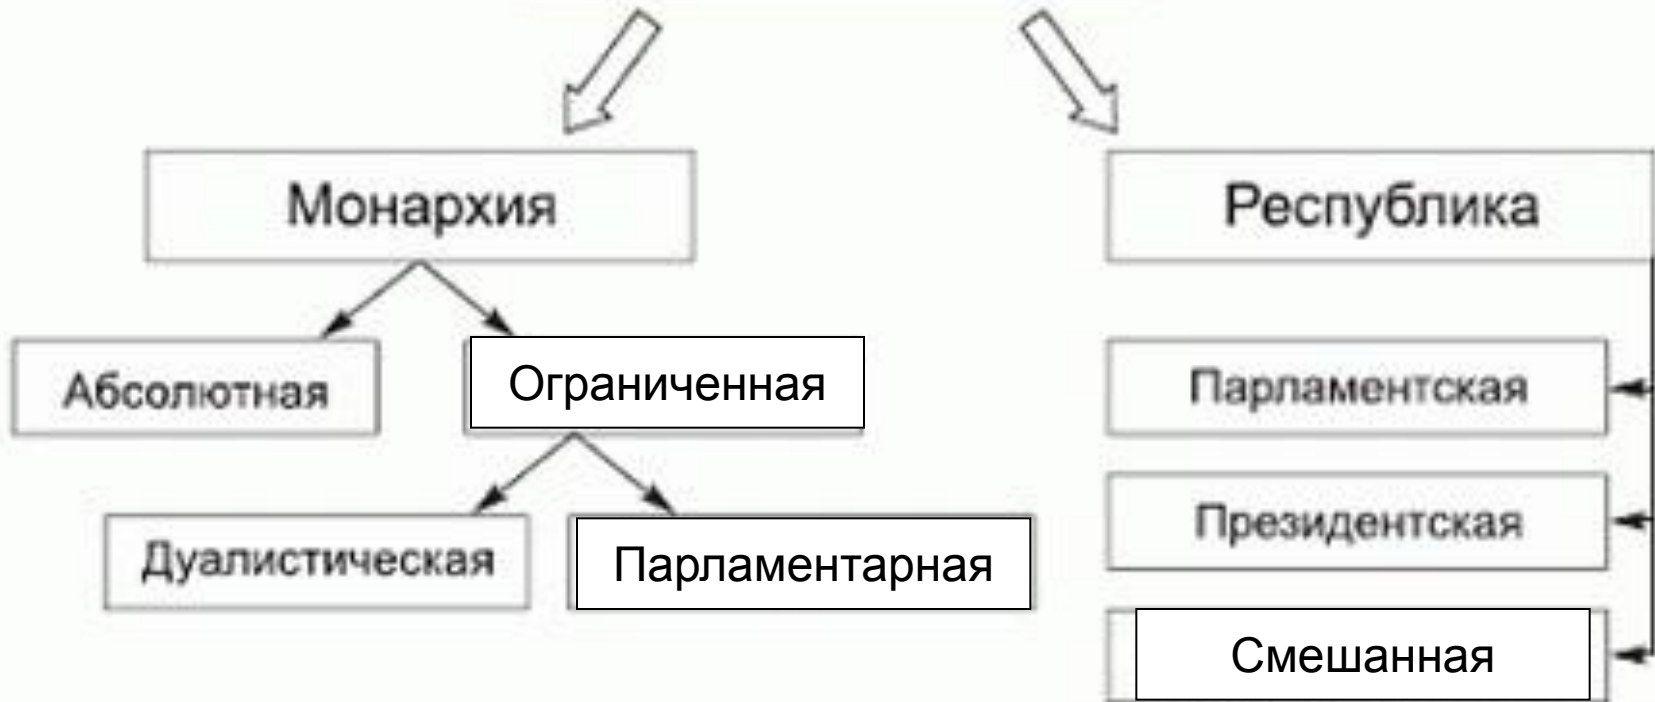 Монархия
Республика
Абсолютная
Ограниченная
Парламентская
Дуалистическая
Парламентарная
Президентская
Смешанная